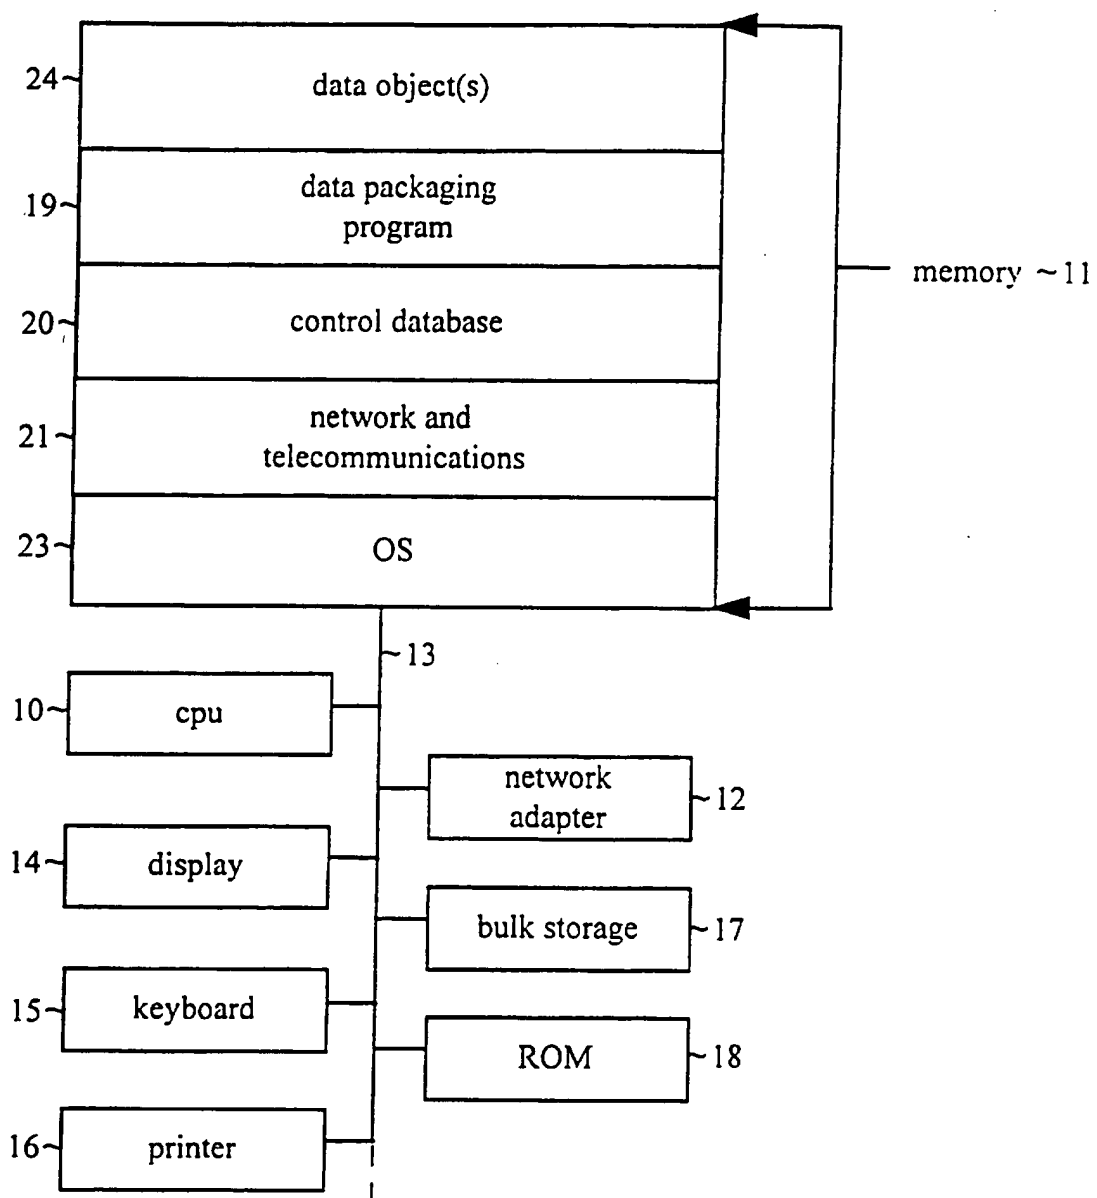 24~ data object(s)
19~ data packaging
program
memory ~11
20~ control database
21~ network and
telecommunications
23~ OS
~13
10~ cpu
network
adapter ~12
14~ display
bulk storage ~17
15~ keyboard
ROM ~18
16~ printer